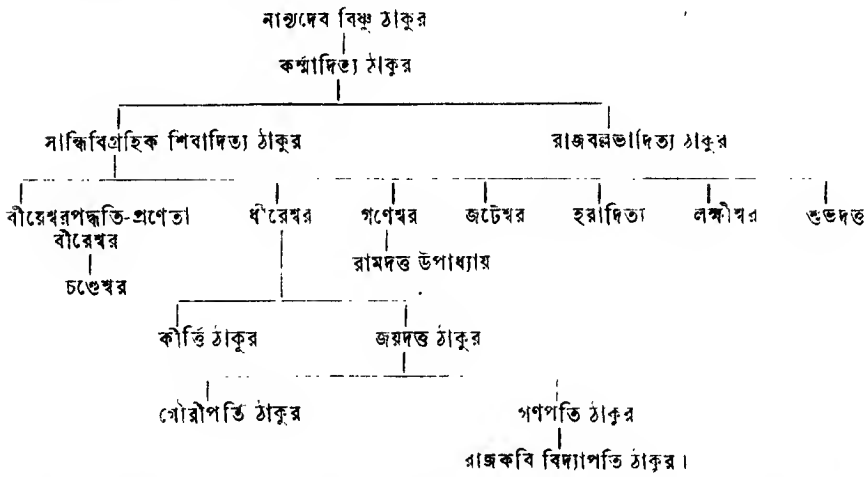 নান্যদেব বিষ্ণু ঠাকুর
কর্ম্মাদিত্য ঠাকুর
সান্ধিবিগ্রহিক শিবাদিত্য ঠাকুর রাজবল্লভাদিত্য ঠাকুর
বীরেশ্বরপদ্ধতি-প্রণেতা ধীরেশ্বর গণেশ্বর জটেশ্বর হরাদিত্য লক্ষ্মীশ্বর শুভদত্ত
বীরেশ্বর
রামদত্ত উপাধ্যায়
চণ্ডেশ্বর
কীর্ত্তি ঠাকুর জয়দত্ত ঠাকুর
গৌরীপতি ঠাকুর গণপতি ঠাকুর
রাজকবি বিদ্যাপতি ঠাকুর।